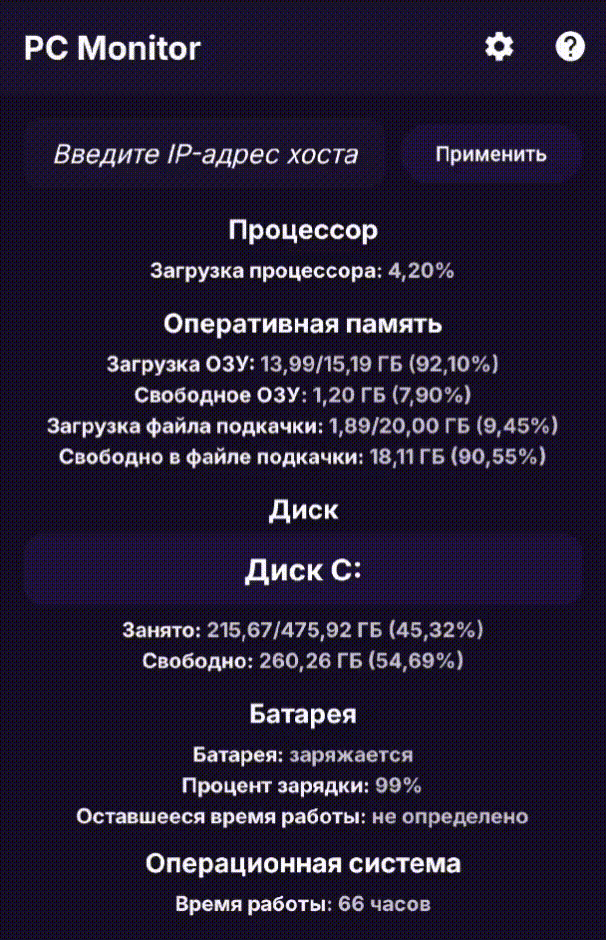 PC Monitor
Введите IP-адрес хоста
Применить
Процессор
Загрузка процессора: 4,20%
Оперативная память
Загрузка ОЗУ: 13,99/15,19 ГБ (92,10%)
Свободное ОЗУ: 1,20 ГБ (7,90%)
Загрузка файла подкачки: 1,89/20,00 ГБ (9,45%)
Свободно в файле подкачки: 18,11 ГБ (90,55%)
Диск
Диск C:
Занято: 215,67/475,92 ГБ (45,32%)
Свободно: 260,26 ГБ (54,69%)
Батарея
Батарея: заряжается
Процент зарядки: 99%
Оставшееся время работы: не определено
Операционная система
Время работы: 66 часов